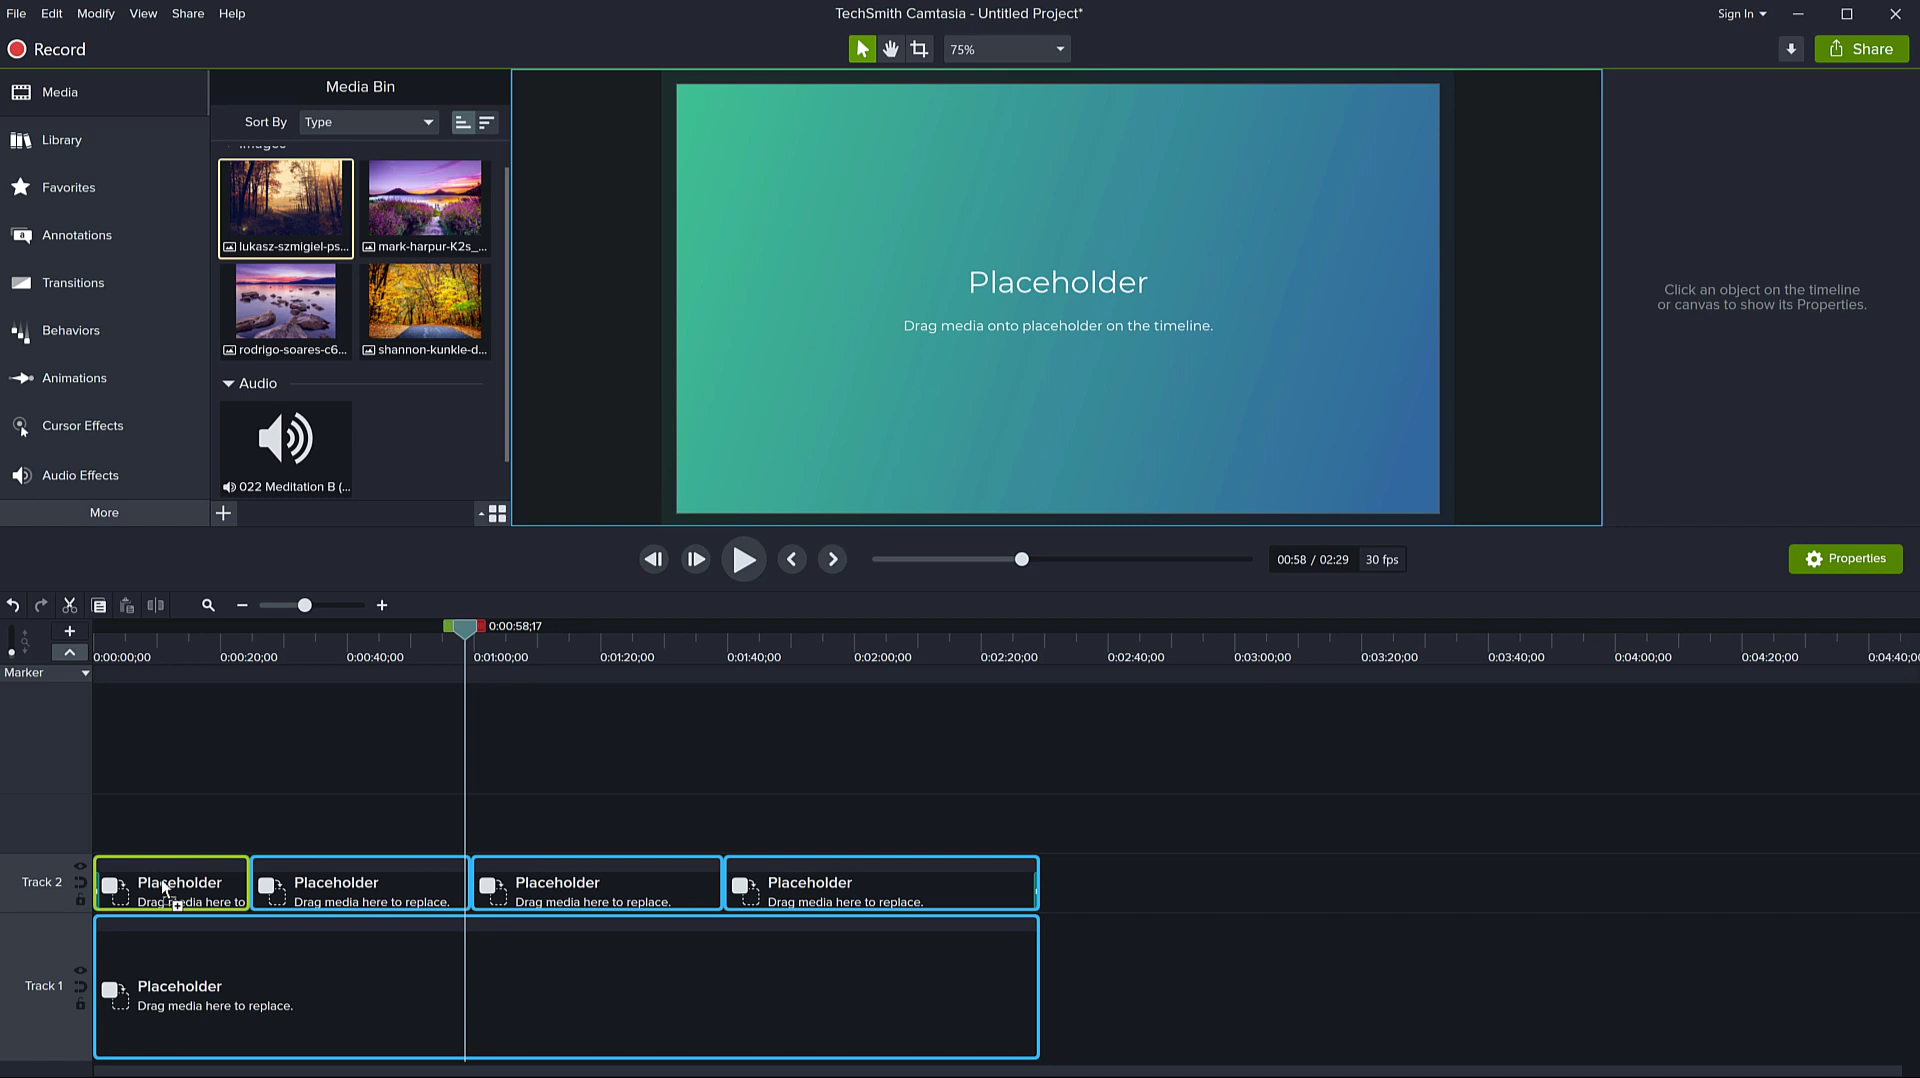 File Edit Modify View Share Help
TechSmith Camtasia - Untitled Project*
Sign In
Record
75%
Share
Media
Library
Favorites
Annotations
Transitions
Behaviors
Animations
Cursor Effects
Audio Effects
More
Media Bin
Sort By Type
Images
lukasz-szmigiel-ps...
mark-harpur-K2s_...
rodrigo-soares-c6...
shannon-kunkle-d...
Audio
022 Meditation B (...
Placeholder
Drag media onto placeholder on the timeline.
Click an object on the timeline
or canvas to show its Properties.
00:58 / 02:29 30 fps
Properties
0:00:58;17
0:00:00;00 0:00:20;00 0:00:40;00 0:01:00;00 0:01:20;00 0:01:40;00 0:02:00;00 0:02:20;00 0:02:40;00 0:03:00;00 0:03:20;00 0:03:40;00 0:04:00;00 0:04:20;00 0:04:40;0
Marker
Track 2
Placeholder Placeholder Placeholder Placeholder
Drag media here to Drag media here to replace. Drag media here to replace. Drag media here to replace.
Track 1
Placeholder
Drag media here to replace.